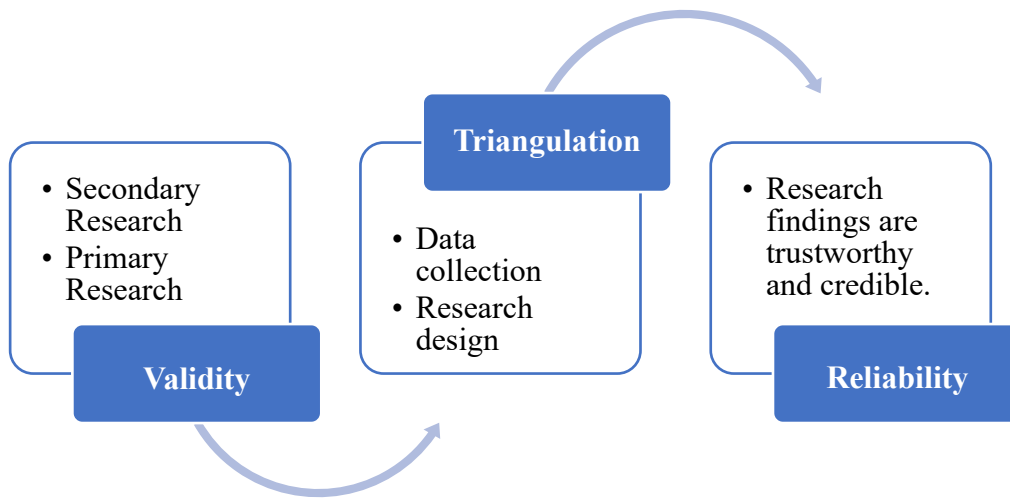 • Secondary
Research
• Primary
Research
Validity
Triangulation
• Data
collection
• Research
design
• Research
findings are
trustworthy
and credible.
Reliability